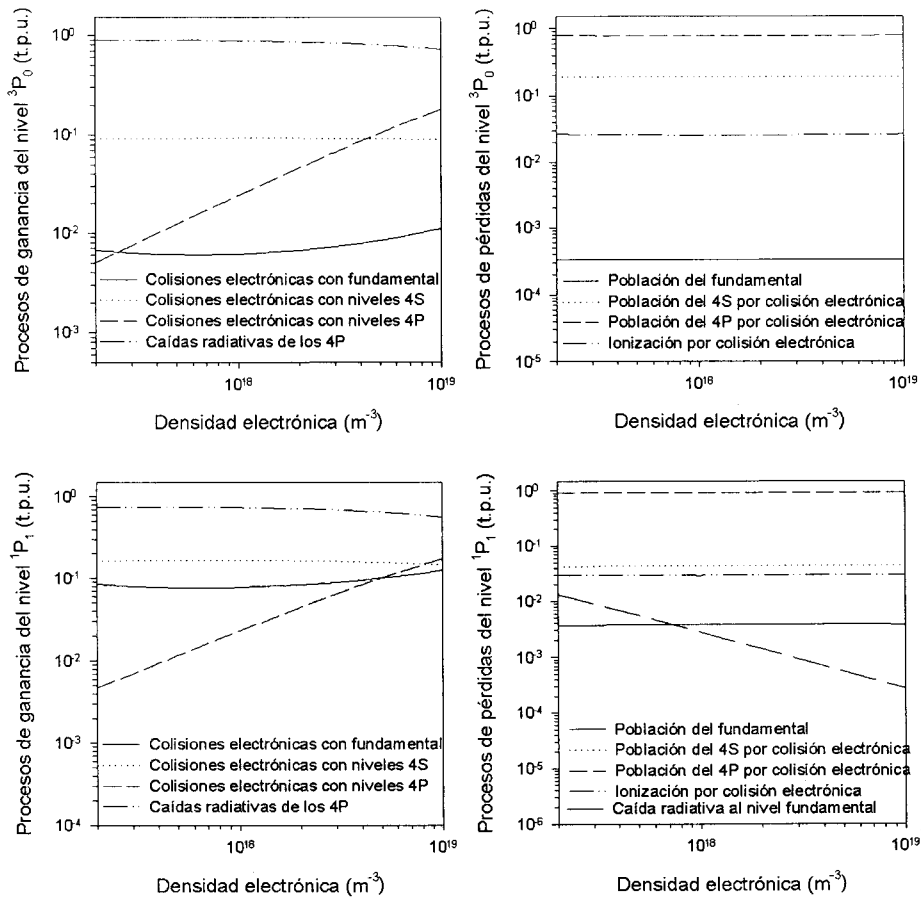 Procesos de ganancia del nivel ³P₀ (t.p.u.)
10⁰
10⁻¹
10⁻²
10⁻³
Colisiones electrónicas con fundamental
Colisiones electrónicas con niveles 4S
Colisiones electrónicas con niveles 4P
Caídas radiativas de los 4P
10¹⁸
10¹⁹
Densidad electrónica (m⁻³)
Procesos de pérdidas del nivel ³P₀ (t.p.u.)
10⁰
10⁻¹
10⁻²
10⁻³
10⁻⁴
10⁻⁵
Población del fundamental
Población del 4S por colisión electrónica
Población del 4P por colisión electrónica
Ionización por colisión electrónica
10¹⁸
10¹⁹
Densidad electrónica (m⁻³)
Procesos de ganancia del nivel ¹P₁ (t.p.u.)
10⁰
10⁻¹
10⁻²
10⁻³
10⁻⁴
Colisiones electrónicas con fundamental
Colisiones electrónicas con niveles 4S
Colisiones electrónicas con niveles 4P
Caídas radiativas de los 4P
10¹⁸
10¹⁹
Densidad electrónica (m⁻³)
Procesos de pérdidas del nivel ¹P₁ (t.p.u.)
10⁰
10⁻¹
10⁻²
10⁻³
10⁻⁴
10⁻⁵
10⁻⁶
Población del fundamental
Población del 4S por colisión electrónica
Población del 4P por colisión electrónica
Ionización por colisión electrónica
Caída radiativa al nivel fundamental
10¹⁸
10¹⁹
Densidad electrónica (m⁻³)